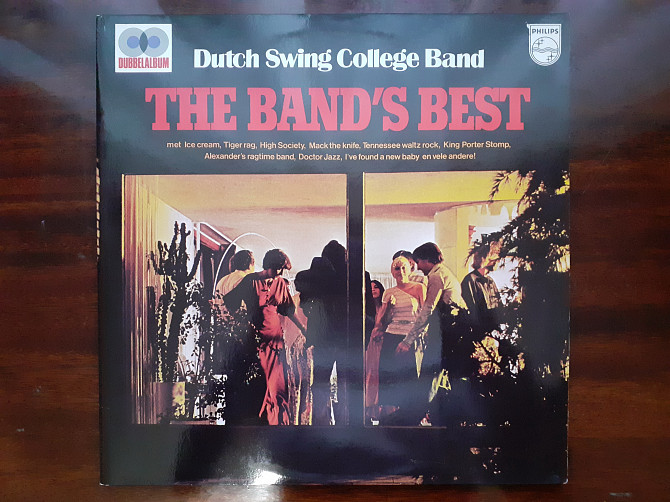 DUBBELALBUM
PHILIPS
Dutch Swing College Band
THE BAND'S BEST
met Ice cream, Tiger rag, High Society, Mack the knife, Tennessee waltz rock, King Porter Stomp,
Alexander's ragtime band, Doctor Jazz, I've found a new baby en vele andere!